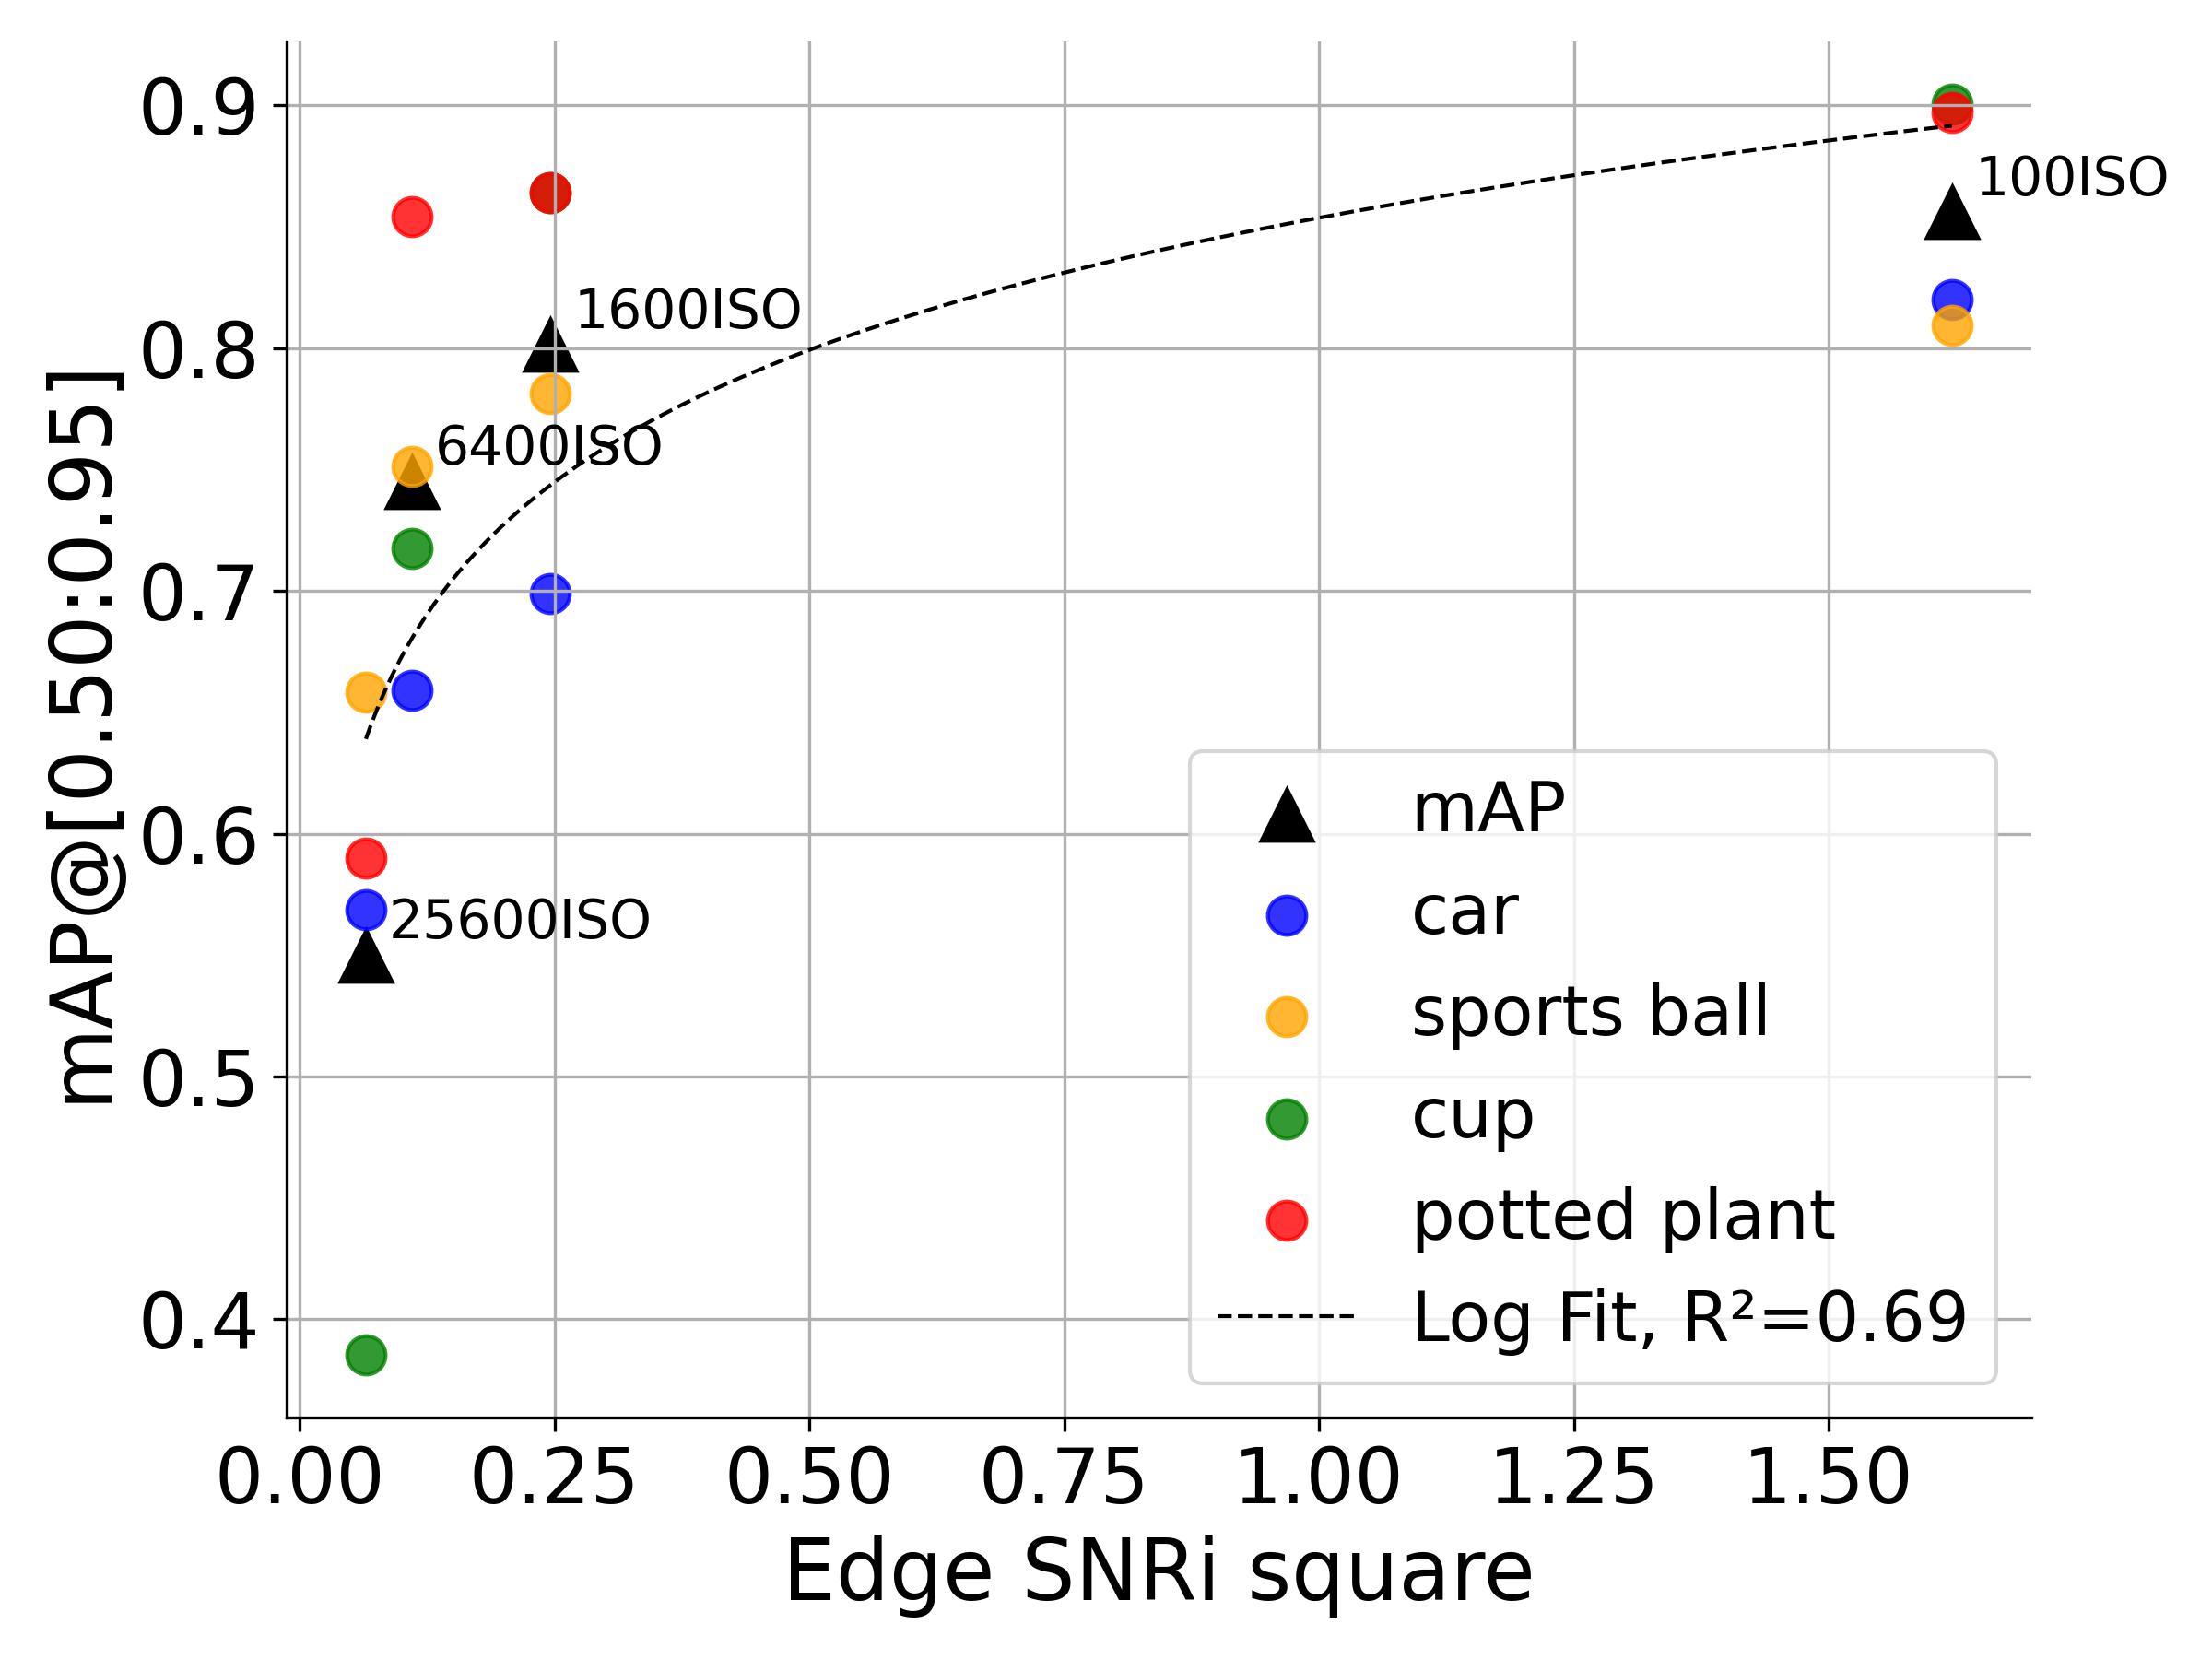 mAP@[0.50:0.95]
0.9
0.8
0.7
0.6
0.5
0.4
100ISO
1600ISO
6400ISO
25600ISO
mAP
car
sports ball
cup
potted plant
Log Fit, R²=0.69
0.00 0.25 0.50 0.75 1.00 1.25 1.50
Edge SNRi square